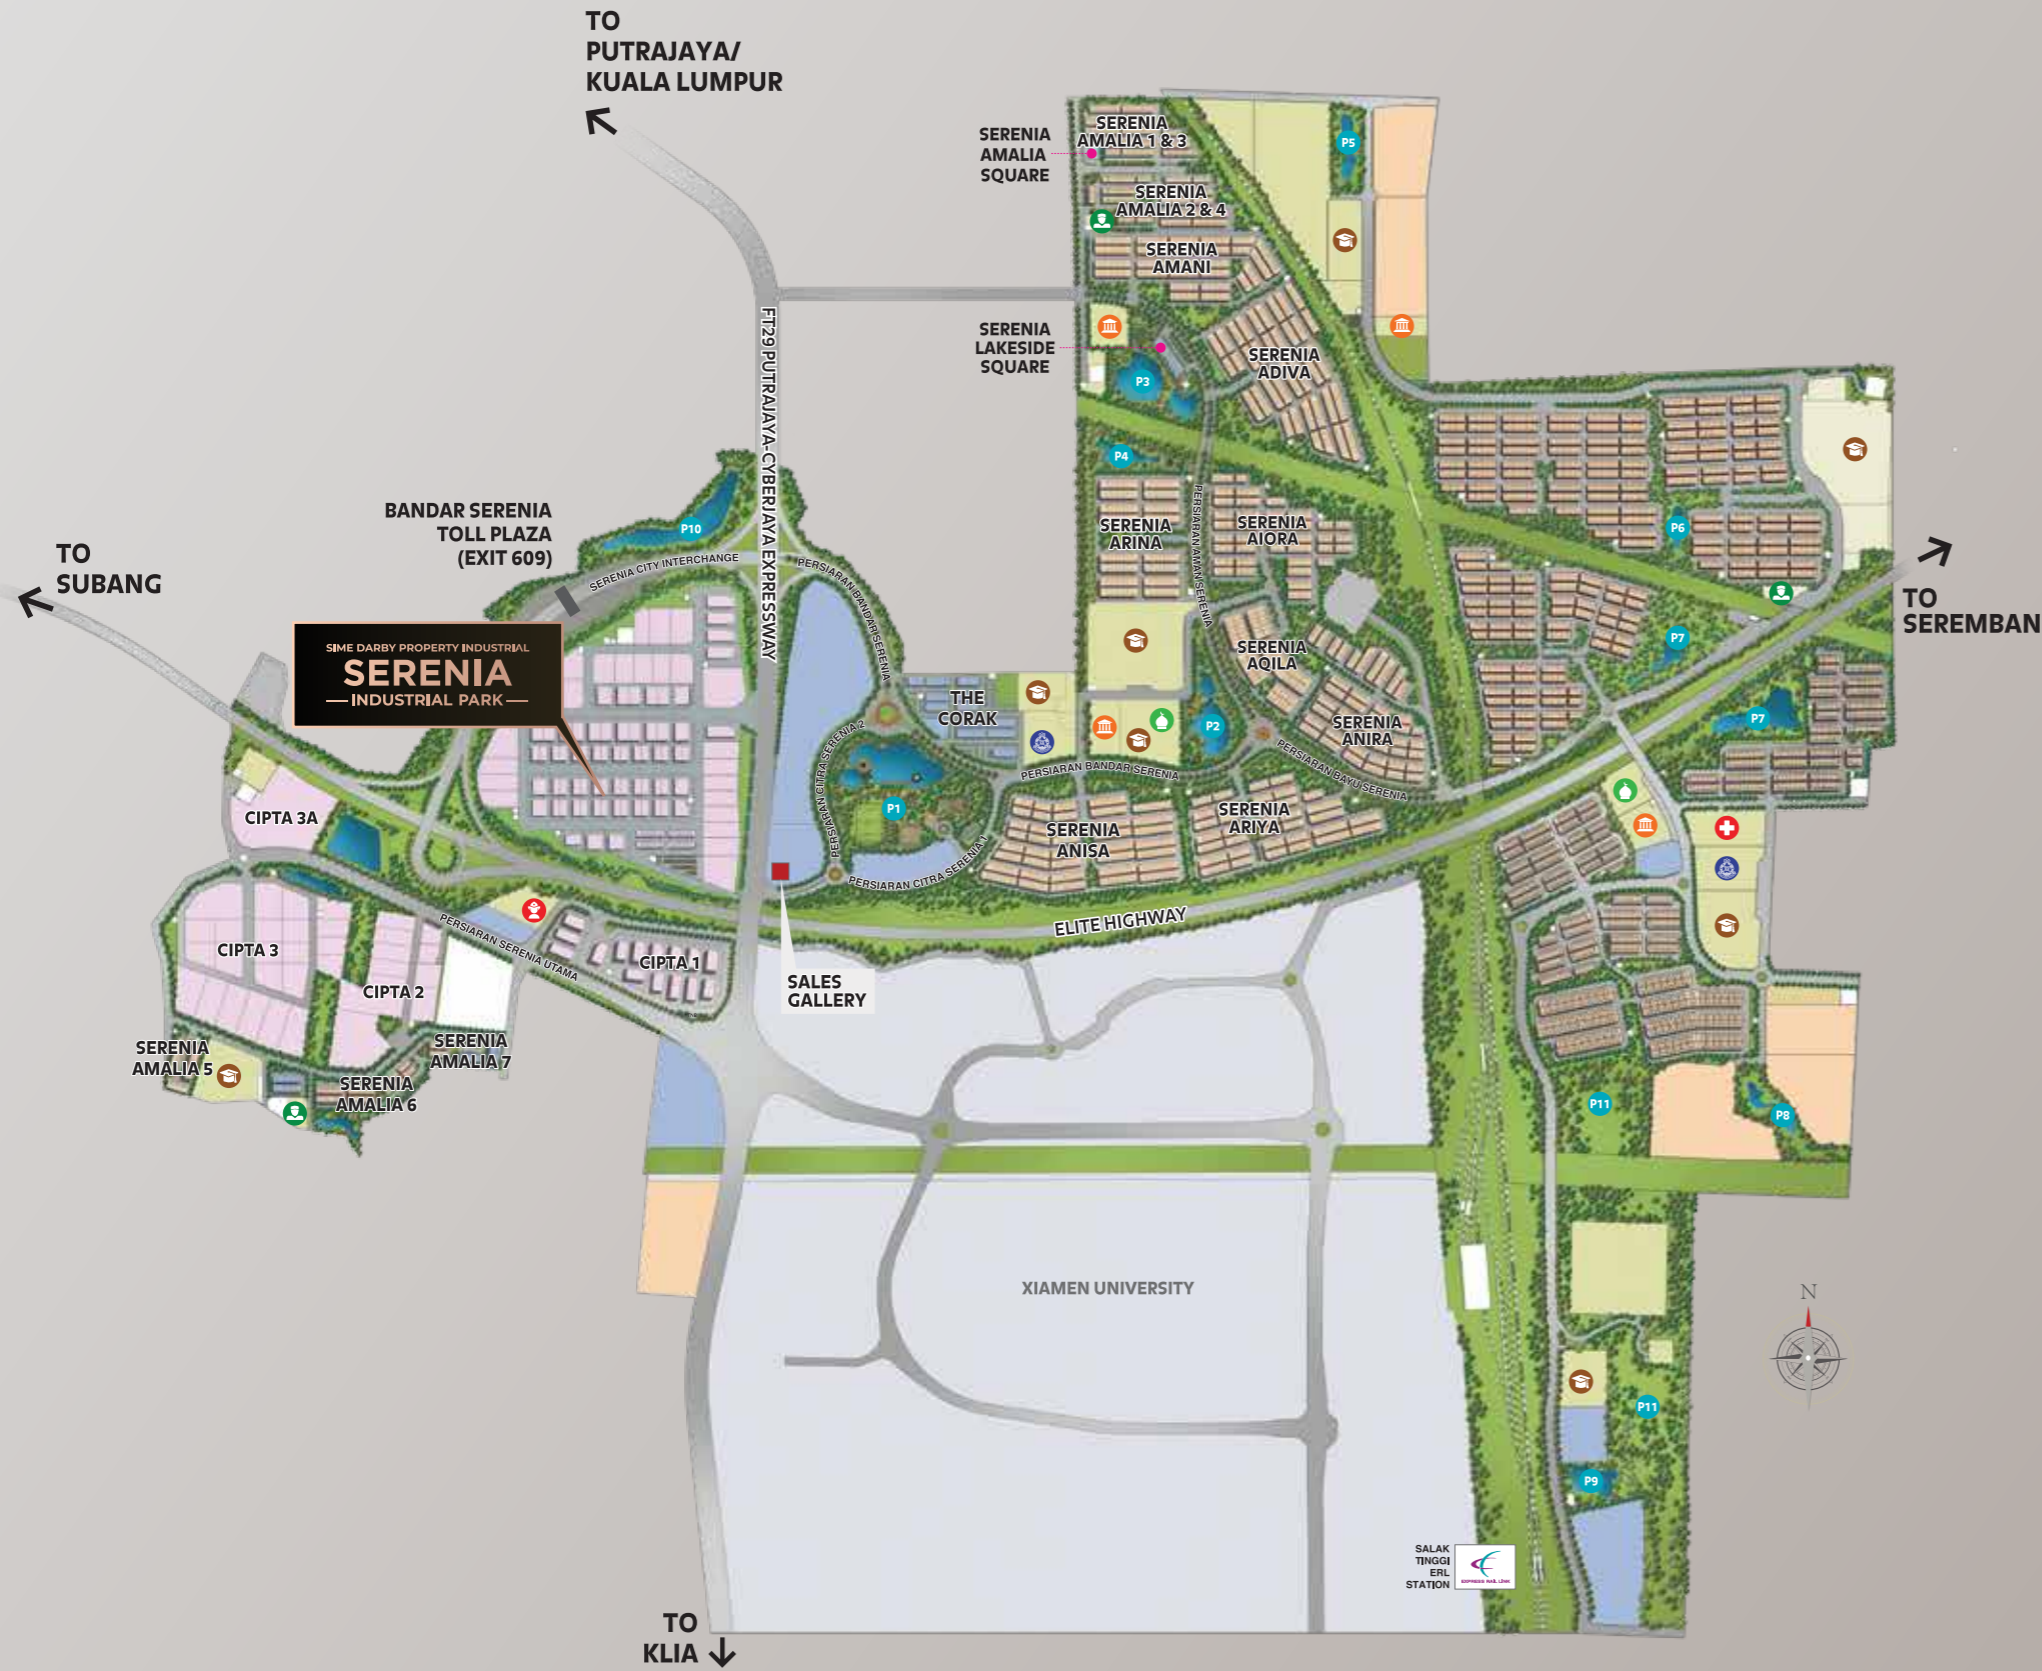 TO
PUTRAJAYA/
KUALA LUMPUR
SERENIA
AMALIA
SQUARE
SERENIA
AMALIA 1 & 3
P5
SERENIA
AMALIA 2 & 4
SERENIA
AMANI
SERENIA
LAKESIDE
SQUARE
P3
SERENIA
ADIVA
FT29 PUTRAJAYA-CYBERJAYA EXPRESSWAY
P4
BANDAR SERENIA
TOLL PLAZA
(EXIT 609)
P10
SERENIA CITY INTERCHANGE
PERSIARAN BANDAR SERENIA
SERENIA
ARINA
PERSIARAN AMAN SERENIA
SERENIA
AIORA
P6
TO
SUBANG
TO
SEREMBAN
SIME DARBY PROPERTY INDUSTRIAL
SERENIA
INDUSTRIAL PARK
SERENIA
AQILA
P7
THE
CORAK
P2
SERENIA
ANIRA
P7
PERSIARAN CITRA SERENIA 2
PERSIARAN BANDAR SERENIA
PERSIARAN BAYU SERENIA
P1
CIPTA 3A
SERENIA
ANISA
SERENIA
ARIYA
PERSIARAN CITRA SERENIA 1
ELITE HIGHWAY
PERSIARAN SERENIA UTAMA
CIPTA 3
CIPTA 2
CIPTA 1
SALES
GALLERY
SERENIA
AMALIA 5
SERENIA
AMALIA 7
SERENIA
AMALIA 6
P11
P8
XIAMEN UNIVERSITY
N
P11
P9
SALAK
TINGGI
ERL
STATION
EXPRESS RAIL LINK
TO
KLIA